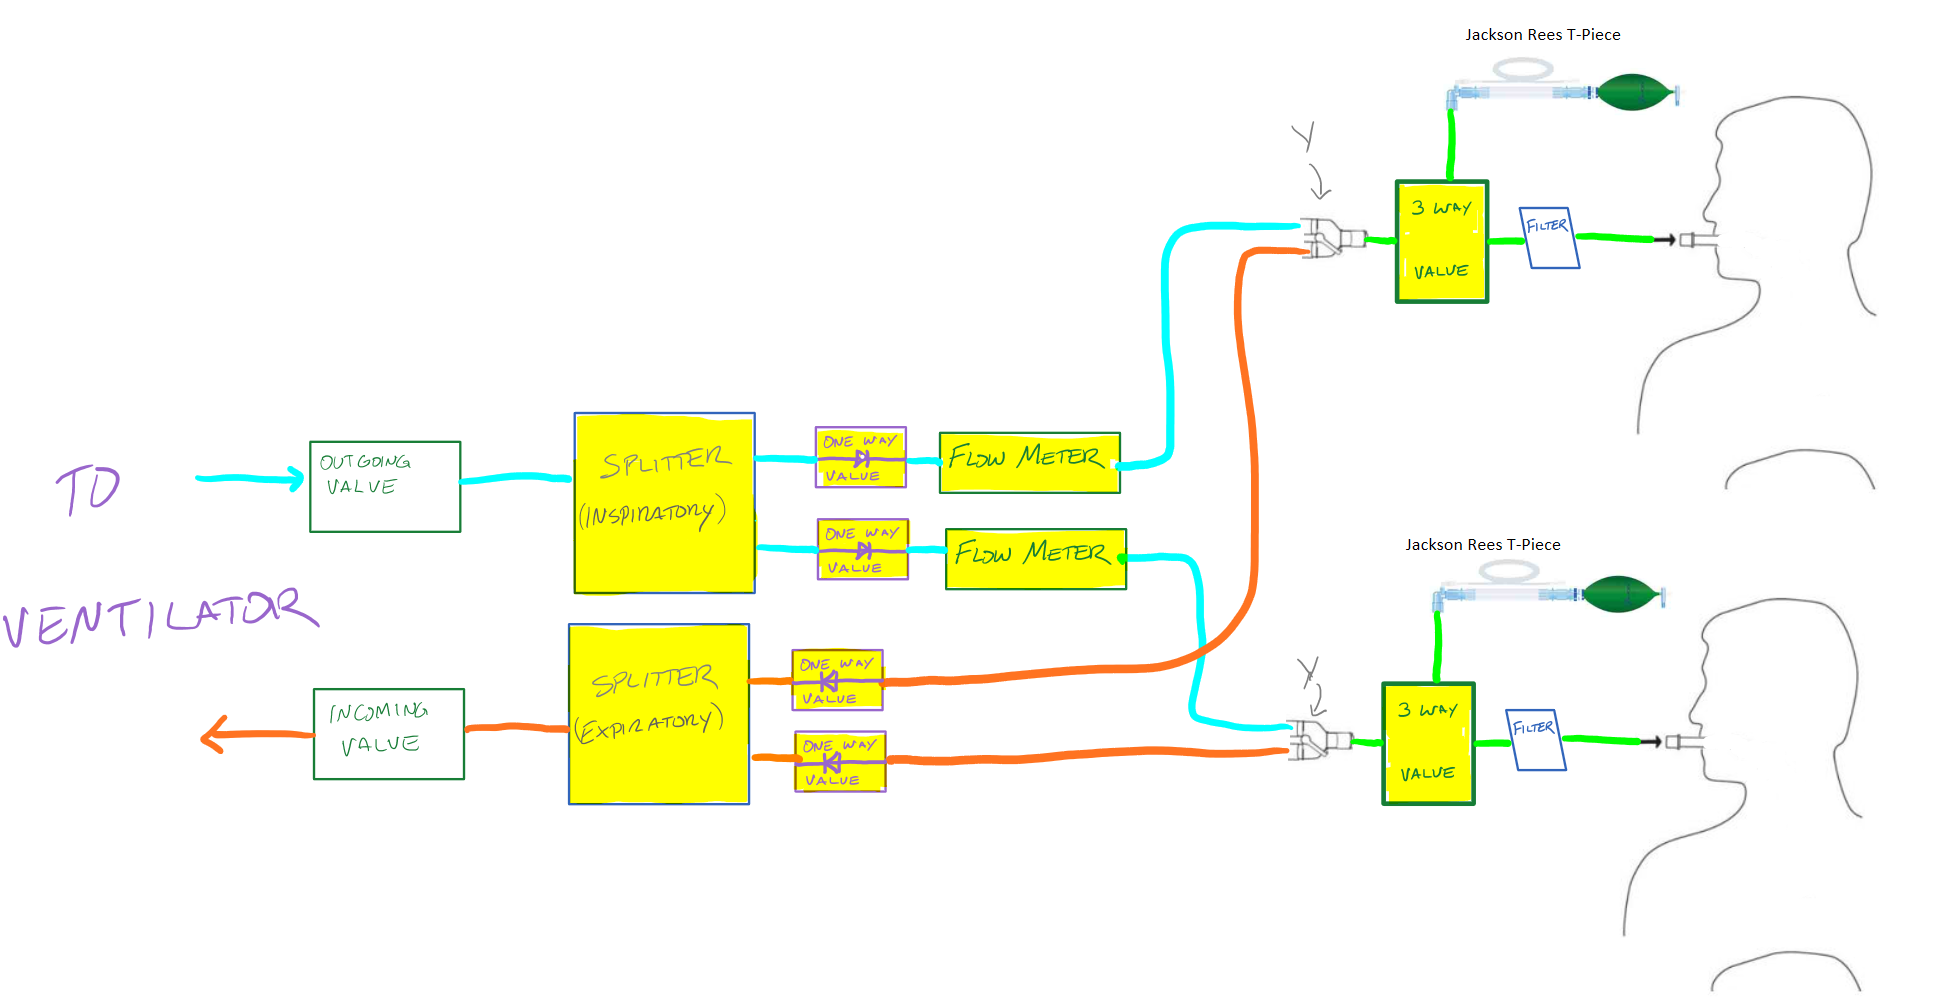 Jackson Rees T-Piece
Y
3 WAY
VALUE
FILTER
TO
VENTILATOR
OUTGOING
VALUE
SPLITTER
(INSPIRATORY)
ONE WAY
VALUE
FLOW METER
ONE WAY
VALUE
FLOW METER
INCOMING
VALUE
SPLITTER
(EXPIRATORY)
ONE WAY
VALUE
ONE WAY
VALUE
Jackson Rees T-Piece
Y
3 WAY
VALUE
FILTER